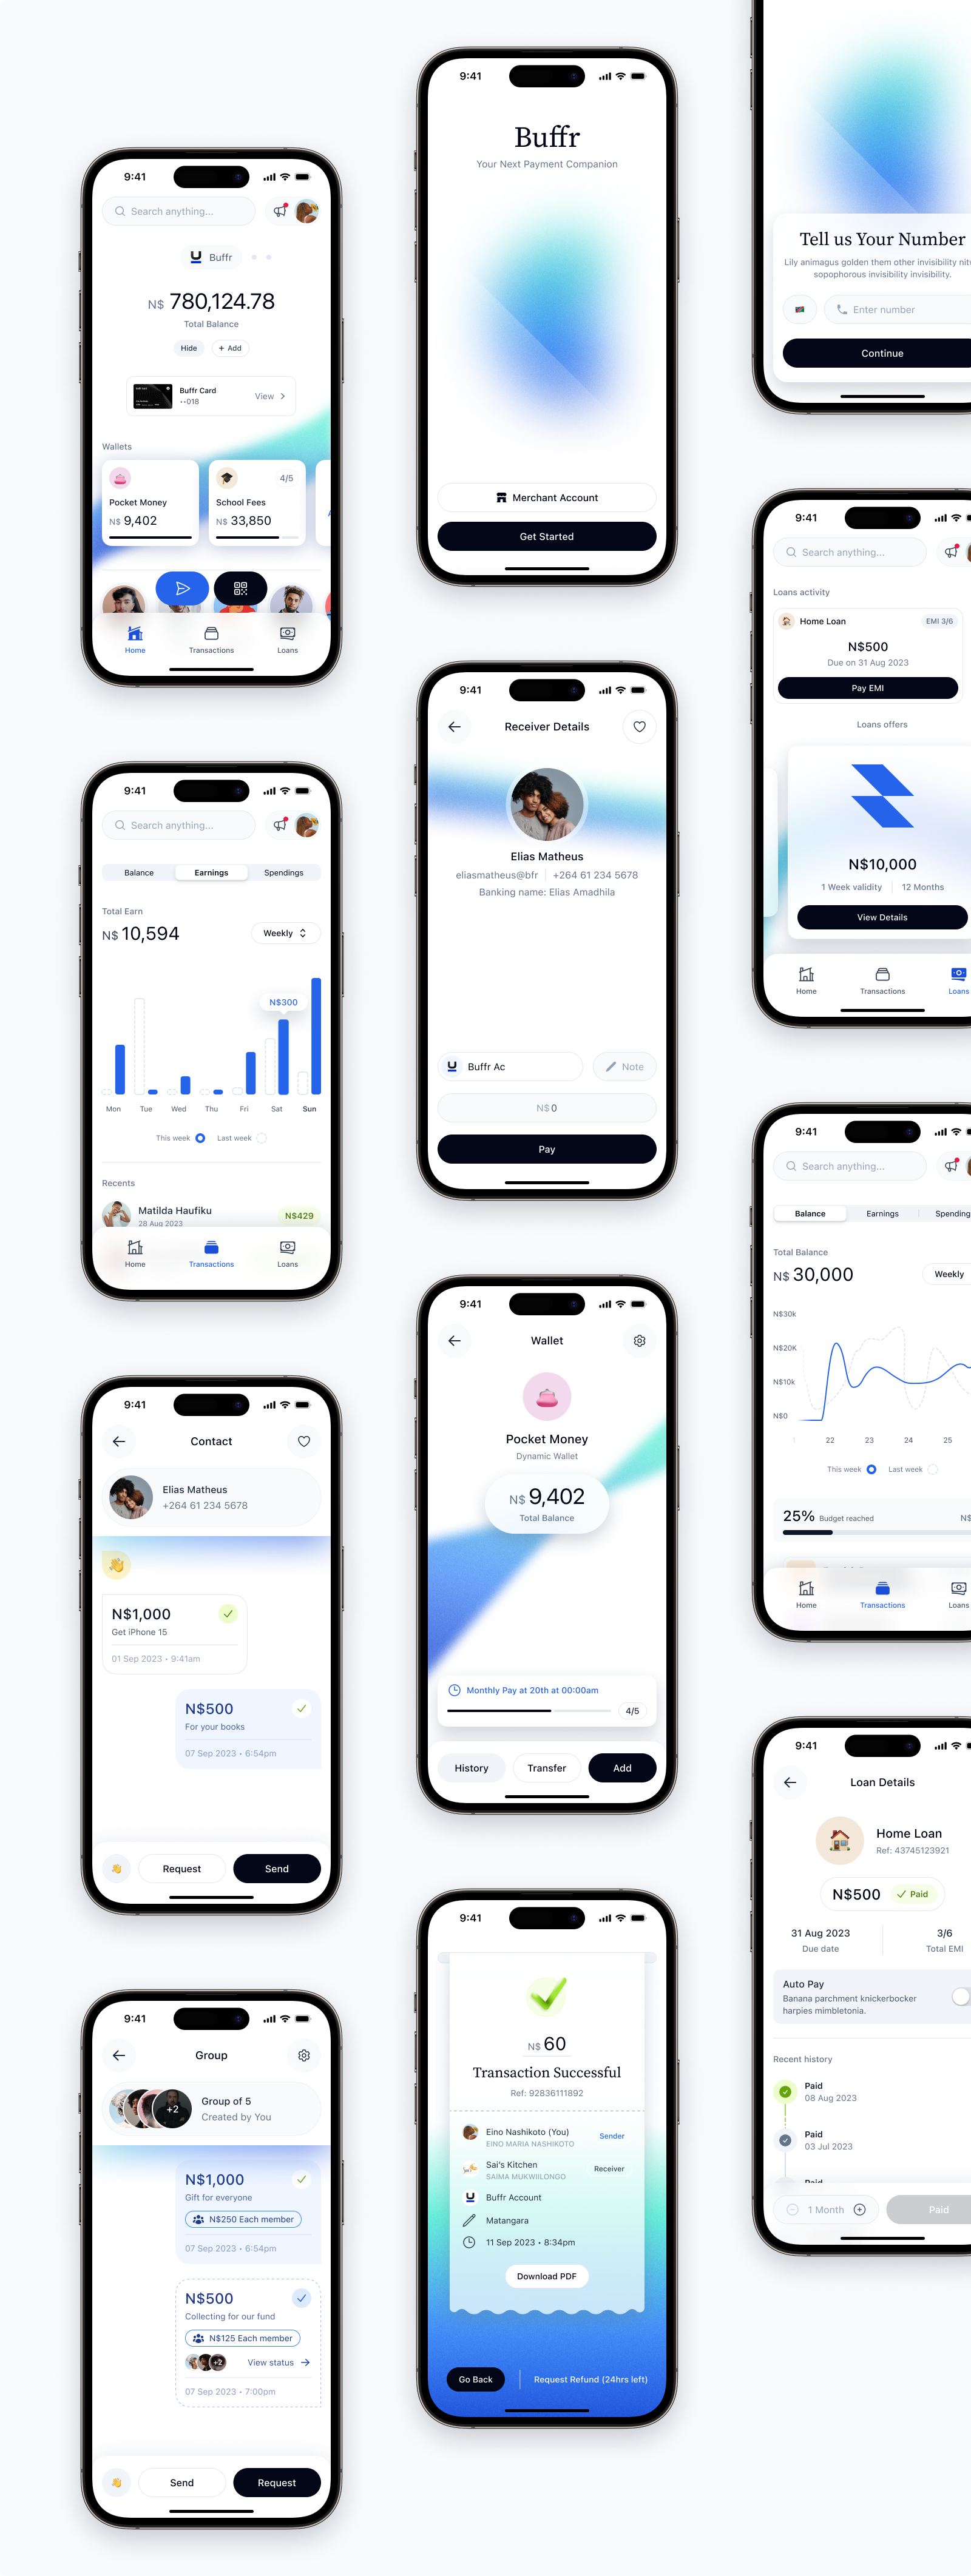 9:41
Search anything...
Buffr
N$ 780,124.78
Total Balance
Hide
+ Add
Buffr Card
••018
View
Wallets
Pocket Money
N$ 9,402
4/5
School Fees
N$ 33,850
Home
Transactions
Loans
9:41
Search anything...
Balance
Earnings
Spendings
Total Earn
N$ 10,594
Weekly
N$300
Mon
Tue
Wed
Thu
Fri
Sat
Sun
This week
Last week
Recents
Matilda Haufiku
28 Aug 2023
N$429
Home
Transactions
Loans
9:41
Contact
Elias Matheus
+264 61 234 5678
N$1,000
Get iPhone 15
01 Sep 2023 • 9:41am
N$500
For your books
07 Sep 2023 • 6:54pm
Request
Send
9:41
Group
+2
Group of 5
Created by You
N$1,000
Gift for everyone
N$250 Each member
07 Sep 2023 • 6:54pm
N$500
Collecting for our fund
N$125 Each member
+2
View status
07 Sep 2023 • 7:00pm
Send
Request
9:41
Buffr
Your Next Payment Companion
Merchant Account
Get Started
9:41
Receiver Details
Elias Matheus
eliasmatheus@bfr
+264 61 234 5678
Banking name: Elias Amadhila
Buffr Ac
Note
N$ 0
Pay
9:41
Wallet
Pocket Money
Dynamic Wallet
N$ 9,402
Total Balance
Monthly Pay at 20th at 00:00am
4/5
History
Transfer
Add
9:41
N$ 60
Transaction Successful
Ref: 92836111892
Eino Nashikoto (You)
EINO MARIA NASHIKOTO
Sender
Sai's Kitchen
SAIMA MUKWIILONGO
Receiver
Buffr Account
Matangara
11 Sep 2023 • 8:34pm
Download PDF
Go Back
Request Refund (24hrs left)
Tell us Your Number
Lily animagus golden them other invisibility
sopophorous invisibility invisibility.
Enter number
Continue
9:41
Search anything...
Loans activity
Home Loan
EMI 3/6
N$500
Due on 31 Aug 2023
Pay EMI
Loans offers
N$10,000
1 Week validity
12 Months
View Details
Home
Transactions
Loans
9:41
Search anything...
Balance
Earnings
Spending
Total Balance
N$ 30,000
Weekly
N$30k
N$20K
N$10k
N$0
22
23
24
25
This week
Last week
25% Budget reached
N$
Home
Transactions
Loans
9:41
Loan Details
Home Loan
Ref: 43745123921
N$500
Paid
31 Aug 2023
Due date
3/6
Total EMI
Auto Pay
Banana parchment knickerbocker
harpies mimbletonia.
Recent history
Paid
08 Aug 2023
Paid
03 Jul 2023
Paid
1 Month
Paid